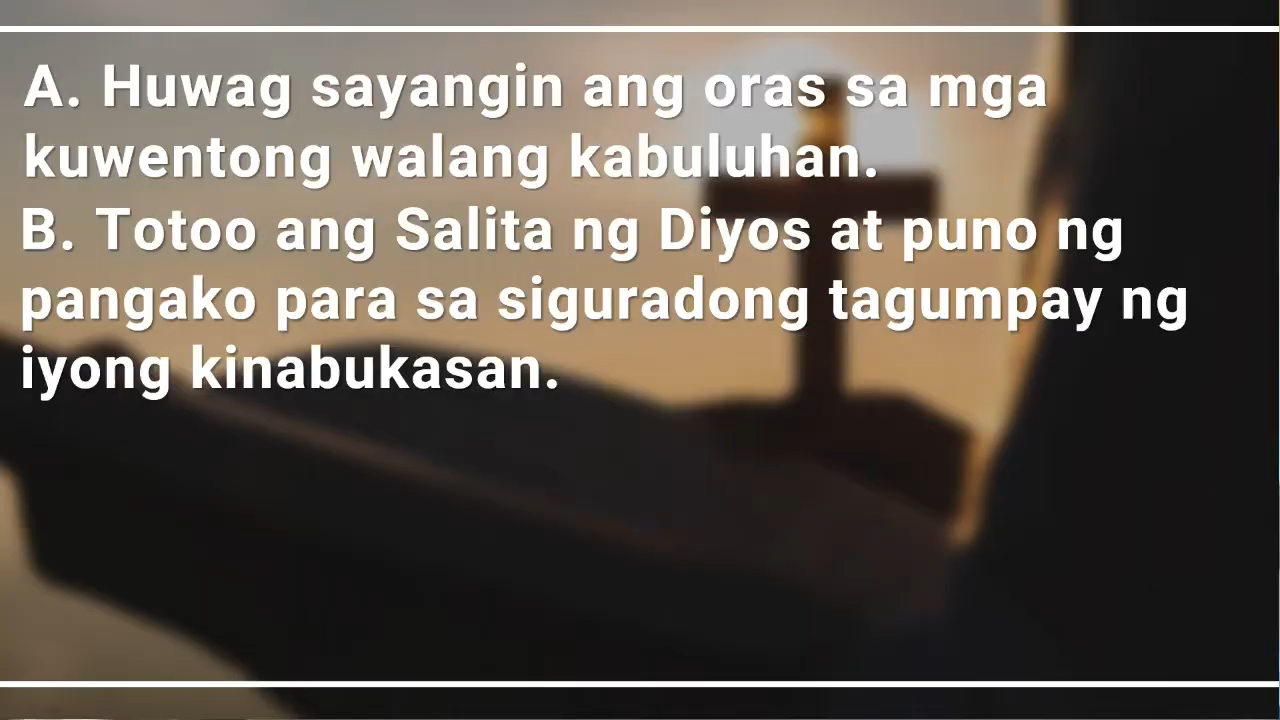 A. Huwag sayangin ang oras sa mga
kuwentong walang kabuluhan.
B. Totoo ang Salita ng Diyos at puno ng
pangako para sa siguradong tagumpay ng
iyong kinabukasan.